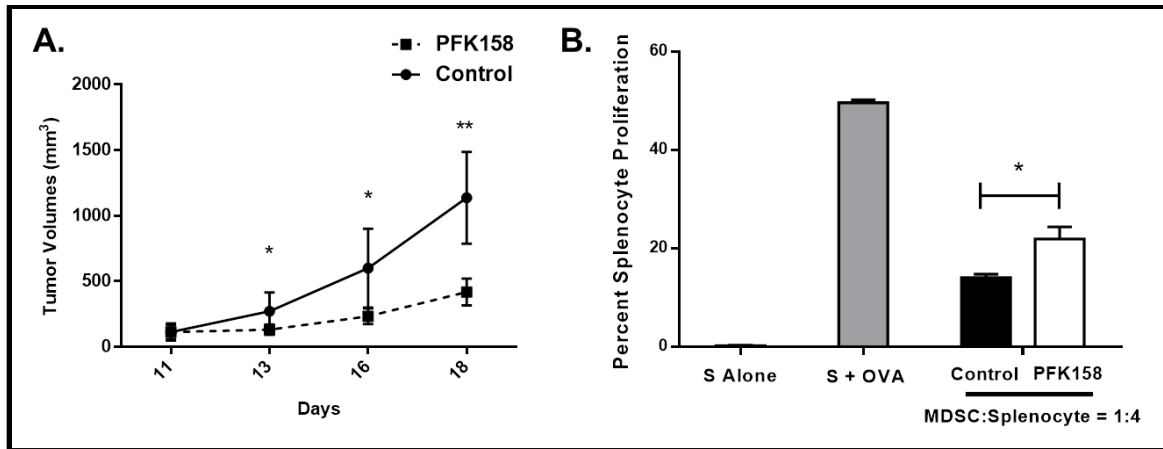 A.
PFK158
Control
Tumor Volumes (mm³)
2000
1500
1000
500
0
*
*
**
11
13
16
18
Days
B.
Percent Splenocyte Proliferation
60
40
20
0
*
S Alone
S + OVA
Control
PFK158
MDSC:Splenocyte = 1:4